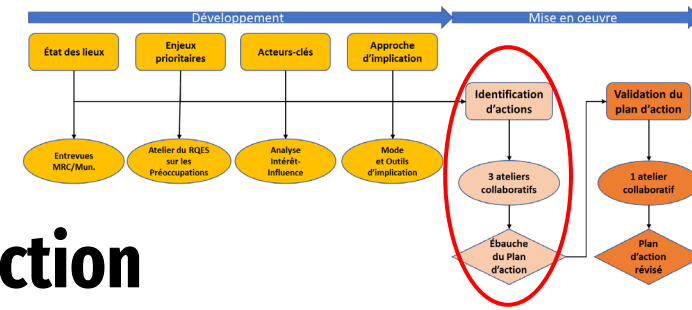 Développement
Mise en oeuvre
État des lieux
Enjeux
prioritaires
Acteurs-clés
Approche
d'implication
Identification
d'actions
Validation du
plan d'action
Entrevues
MRC/Mun.
Atelier du RQES
sur les
Préoccupations
Analyse
Intérêt-
Influence
Mode
et Outils
d'implication
3 ateliers
collaboratifs
1 atelier
collaboratif
Ébauche
du Plan
d'action
Plan
d'action
révisé
ction